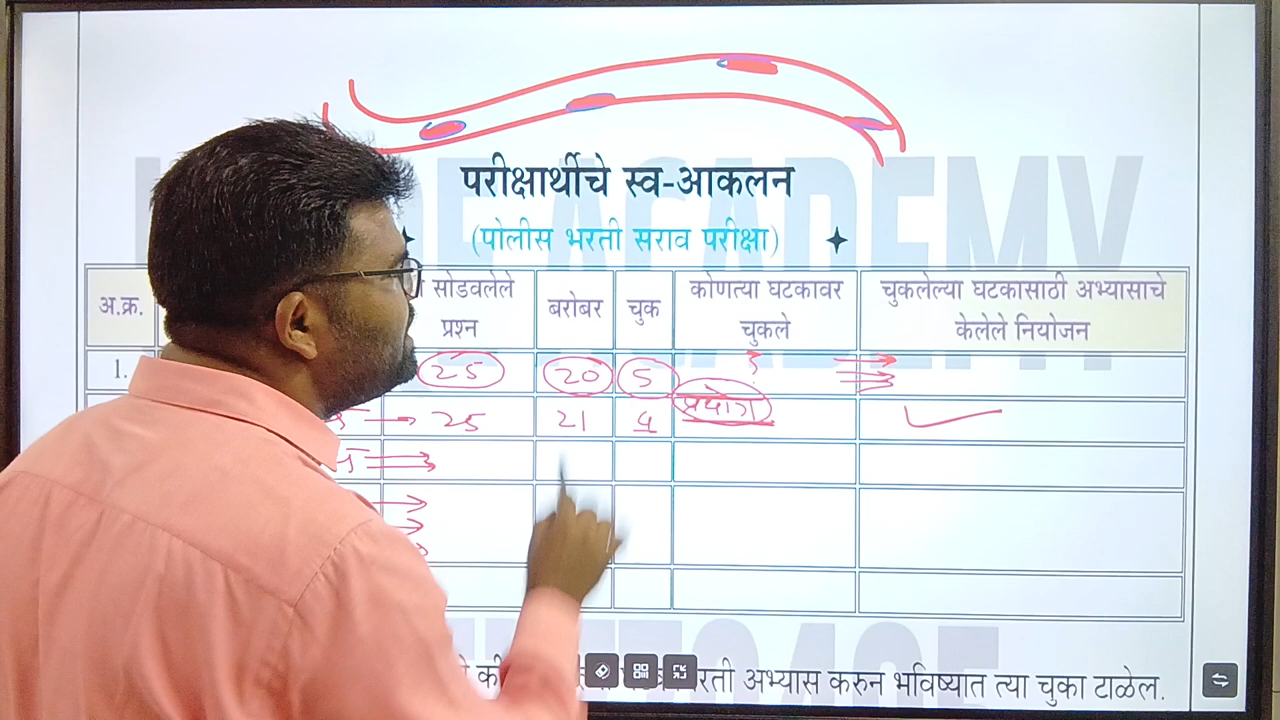 ACADEMY
परीक्षार्थीचे स्व-आकलन
(पोलीस भरती सराव परीक्षा)
अ.क्र. सोडवलेले प्रश्न बरोबर चुक कोणत्या घटकावर चुकले चुकलेल्या घटकासाठी अभ्यासाचे केलेले नियोजन
1. 25 20 5
25 21 4 प्रयोग
अभ्यास करुन भविष्यात त्या चुका टाळेल.